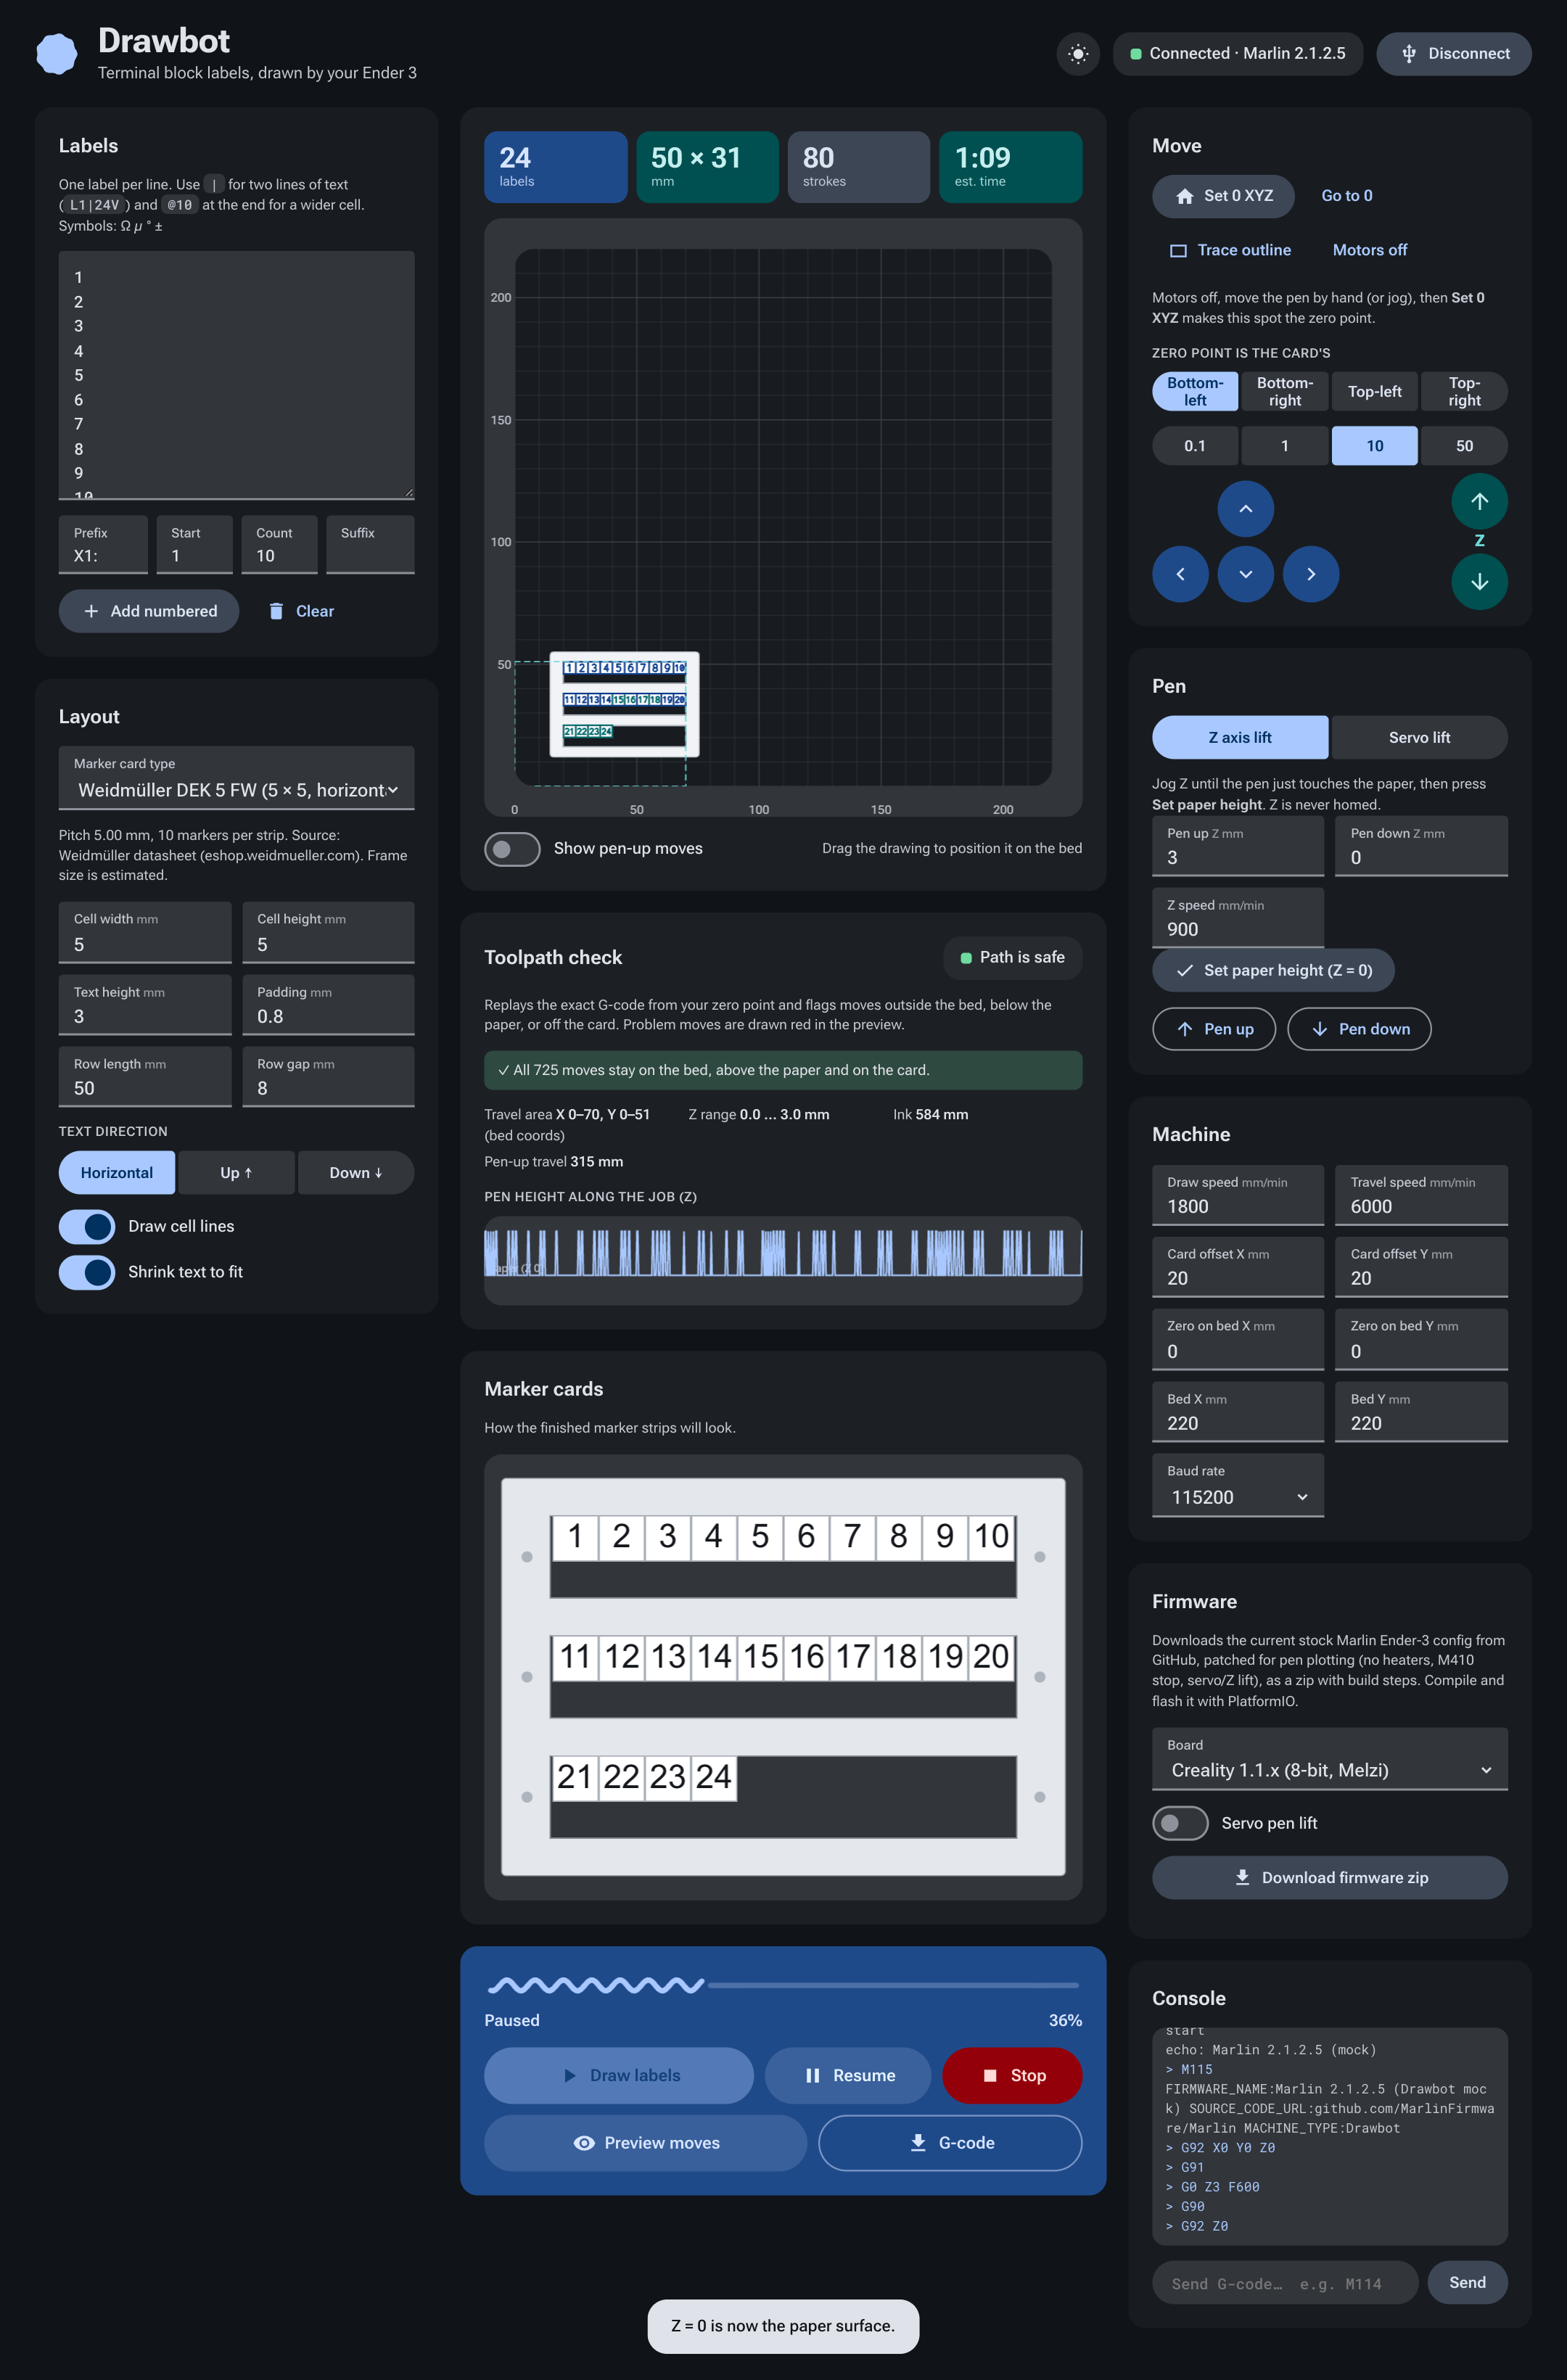 Drawbot
Terminal block labels, drawn by your Ender 3
Connected · Marlin 2.1.2.5
Disconnect
Labels
One label per line. Use | for two lines of text
(L1|24V) and @10 at the end for a wider cell.
Symbols: Ω µ ° ±
1
2
3
4
5
6
7
8
9
10
Prefix
X1:
Start
1
Count
10
Suffix
Add numbered
Clear
Layout
Marker card type
Weidmüller DEK 5 FW (5 × 5, horizont
Pitch 5.00 mm, 10 markers per strip. Source:
Weidmüller datasheet (eshop.weidmueller.com). Frame
size is estimated.
Cell width mm
5
Cell height mm
5
Text height mm
3
Padding mm
0.8
Row length mm
50
Row gap mm
8
TEXT DIRECTION
Horizontal
Up ↑
Down ↓
Draw cell lines
Shrink text to fit
24
labels
50 × 31
mm
80
strokes
1:09
est. time
200
150
100
50
1 2 3 4 5 6 7 8 9 10
11 12 13 14 15 16 17 18 19 20
21 22 23 24
0 50 100 150 200
Show pen-up moves
Drag the drawing to position it on the bed
Toolpath check
Path is safe
Replays the exact G-code from your zero point and flags moves outside the bed, below the
paper, or off the card. Problem moves are drawn red in the preview.
✓ All 725 moves stay on the bed, above the paper and on the card.
Travel area X 0–70, Y 0–51
(bed coords)
Z range 0.0 … 3.0 mm
Ink 584 mm
Pen-up travel 315 mm
PEN HEIGHT ALONG THE JOB (Z)
Marker cards
How the finished marker strips will look.
1 2 3 4 5 6 7 8 9 10
11 12 13 14 15 16 17 18 19 20
21 22 23 24
Paused
36%
Draw labels
Resume
Stop
Preview moves
G-code
Z = 0 is now the paper surface.
Move
Set 0 XYZ
Go to 0
Trace outline
Motors off
Motors off, move the pen by hand (or jog), then Set 0
XYZ makes this spot the zero point.
ZERO POINT IS THE CARD'S
Bottom-
left
Bottom-
right
Top-left
Top-
right
0.1
1
10
50
Z
Pen
Z axis lift
Servo lift
Jog Z until the pen just touches the paper, then press
Set paper height. Z is never homed.
Pen up Z mm
3
Pen down Z mm
0
Z speed mm/min
900
Set paper height (Z = 0)
Pen up
Pen down
Machine
Draw speed mm/min
1800
Travel speed mm/min
6000
Card offset X mm
20
Card offset Y mm
20
Zero on bed X mm
0
Zero on bed Y mm
0
Bed X mm
220
Bed Y mm
220
Baud rate
115200
Firmware
Downloads the current stock Marlin Ender-3 config from
GitHub, patched for pen plotting (no heaters, M410
stop, servo/Z lift), as a zip with build steps. Compile and
flash it with PlatformIO.
Board
Creality 1.1.x (8-bit, Melzi)
Servo pen lift
Download firmware zip
Console
start
echo: Marlin 2.1.2.5 (mock)
> M115
FIRMWARE_NAME:Marlin 2.1.2.5 (Drawbot moc
k) SOURCE_CODE_URL:github.com/MarlinFirmwa
re/Marlin MACHINE_TYPE:Drawbot
> G92 X0 Y0 Z0
> G91
> G0 Z3 F600
> G90
> G92 Z0
Send G-code… e.g. M114
Send